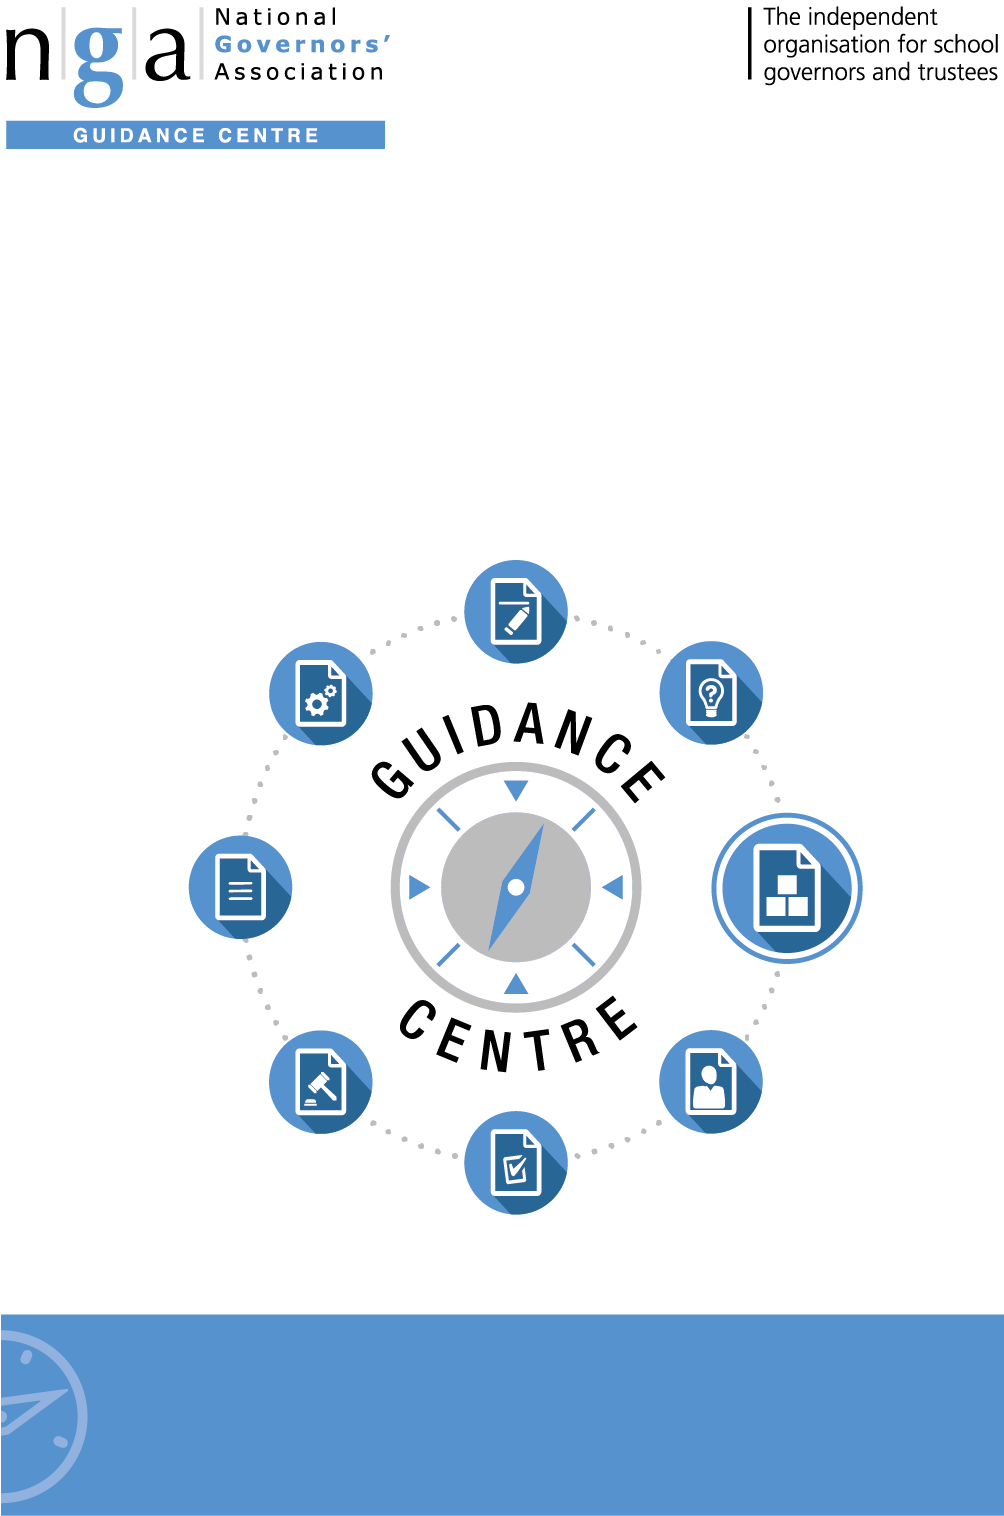 nga
National
Governors’
Association
GUIDANCE CENTRE
The independent
organisation for school
governors and trustees
GUIDANCE
?
CENTRE